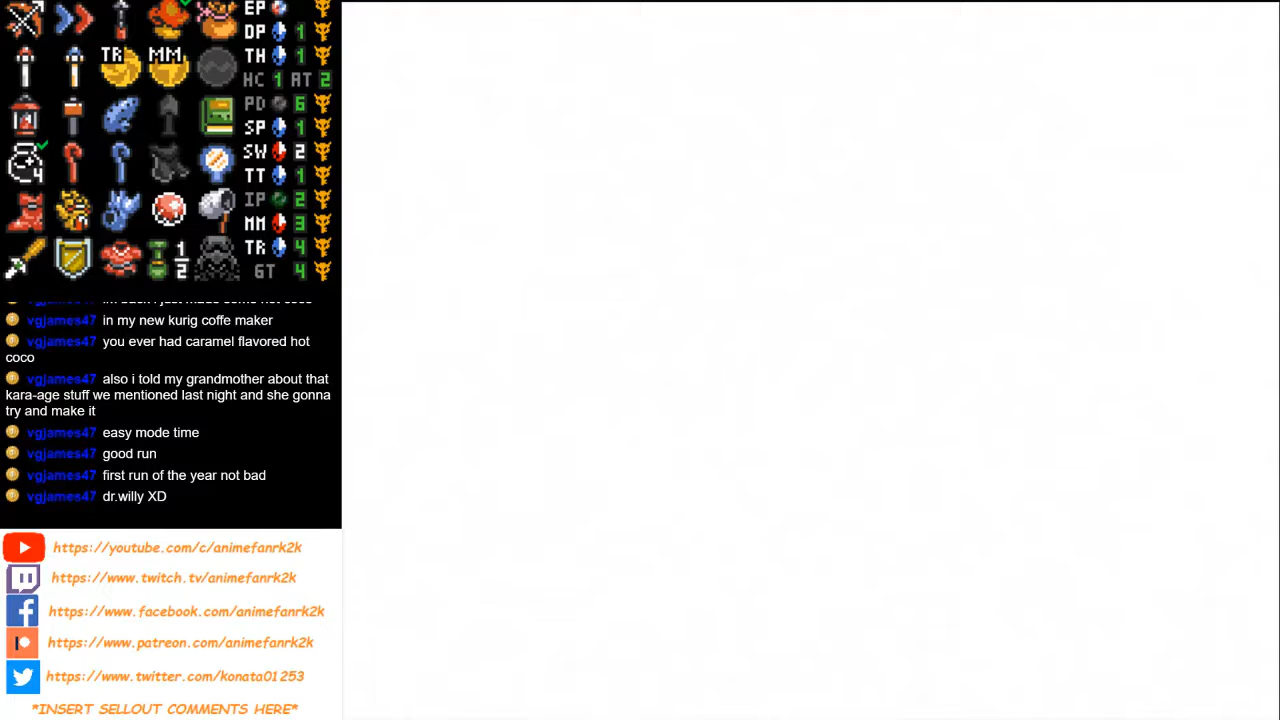 EP
DP 1
TH 1
TR MM
HC 1 AT 2
PD 6
SP 1
4
SW 2
TT 1
IP 2
MM 3
TR 4
1
2
GT 4
vgjames47 in my new kurig coffe maker
vgjames47 you ever had caramel flavored hot
coco
vgjames47 also i told my grandmother about that
kara-age stuff we mentioned last night and she gonna
try and make it
vgjames47 easy mode time
vgjames47 good run
vgjames47 first run of the year not bad
vgjames47 dr.willy XD
https://youtube.com/c/animefanrk2k
https://www.twitch.tv/animefanrk2k
https://www.facebook.com/animefanrk2k
https://www.patreon.com/animefanrk2k
https://www.twitter.com/konata01253
*INSERT SELLOUT COMMENTS HERE*